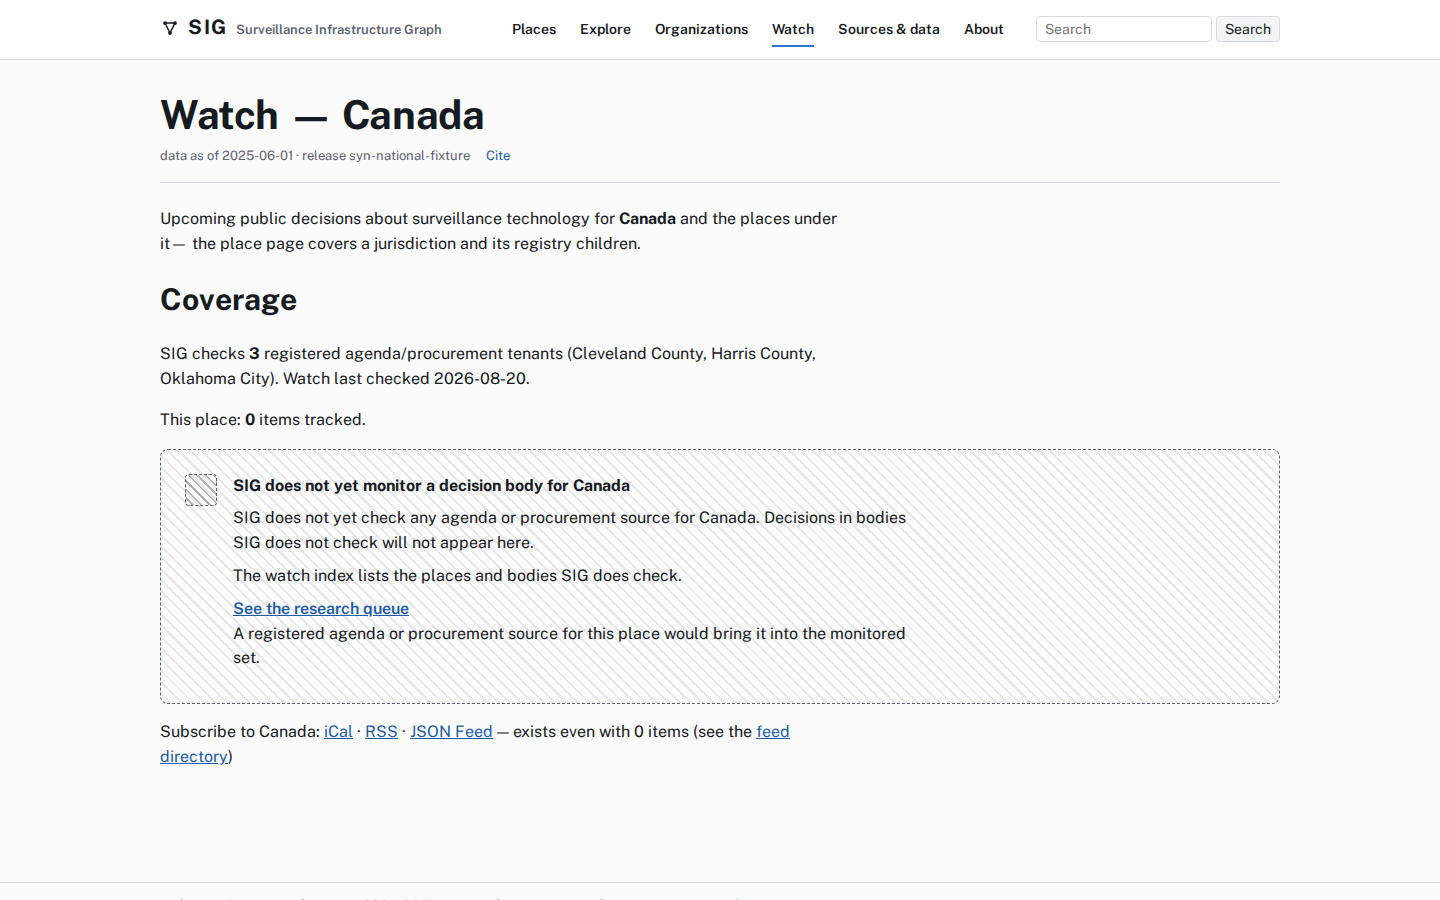 SIG Surveillance Infrastructure Graph Places Explore Organizations Watch Sources & data About Search Search
Watch — Canada
data as of 2025-06-01 · release syn-national-fixture Cite
Upcoming public decisions about surveillance technology for Canada and the places under
it — the place page covers a jurisdiction and its registry children.
Coverage
SIG checks 3 registered agenda/procurement tenants (Cleveland County, Harris County,
Oklahoma City). Watch last checked 2026-08-20.
This place: 0 items tracked.
SIG does not yet monitor a decision body for Canada
SIG does not yet check any agenda or procurement source for Canada. Decisions in bodies
SIG does not check will not appear here.
The watch index lists the places and bodies SIG does check.
See the research queue
A registered agenda or procurement source for this place would bring it into the monitored
set.
Subscribe to Canada: iCal · RSS · JSON Feed — exists even with 0 items (see the feed
directory)